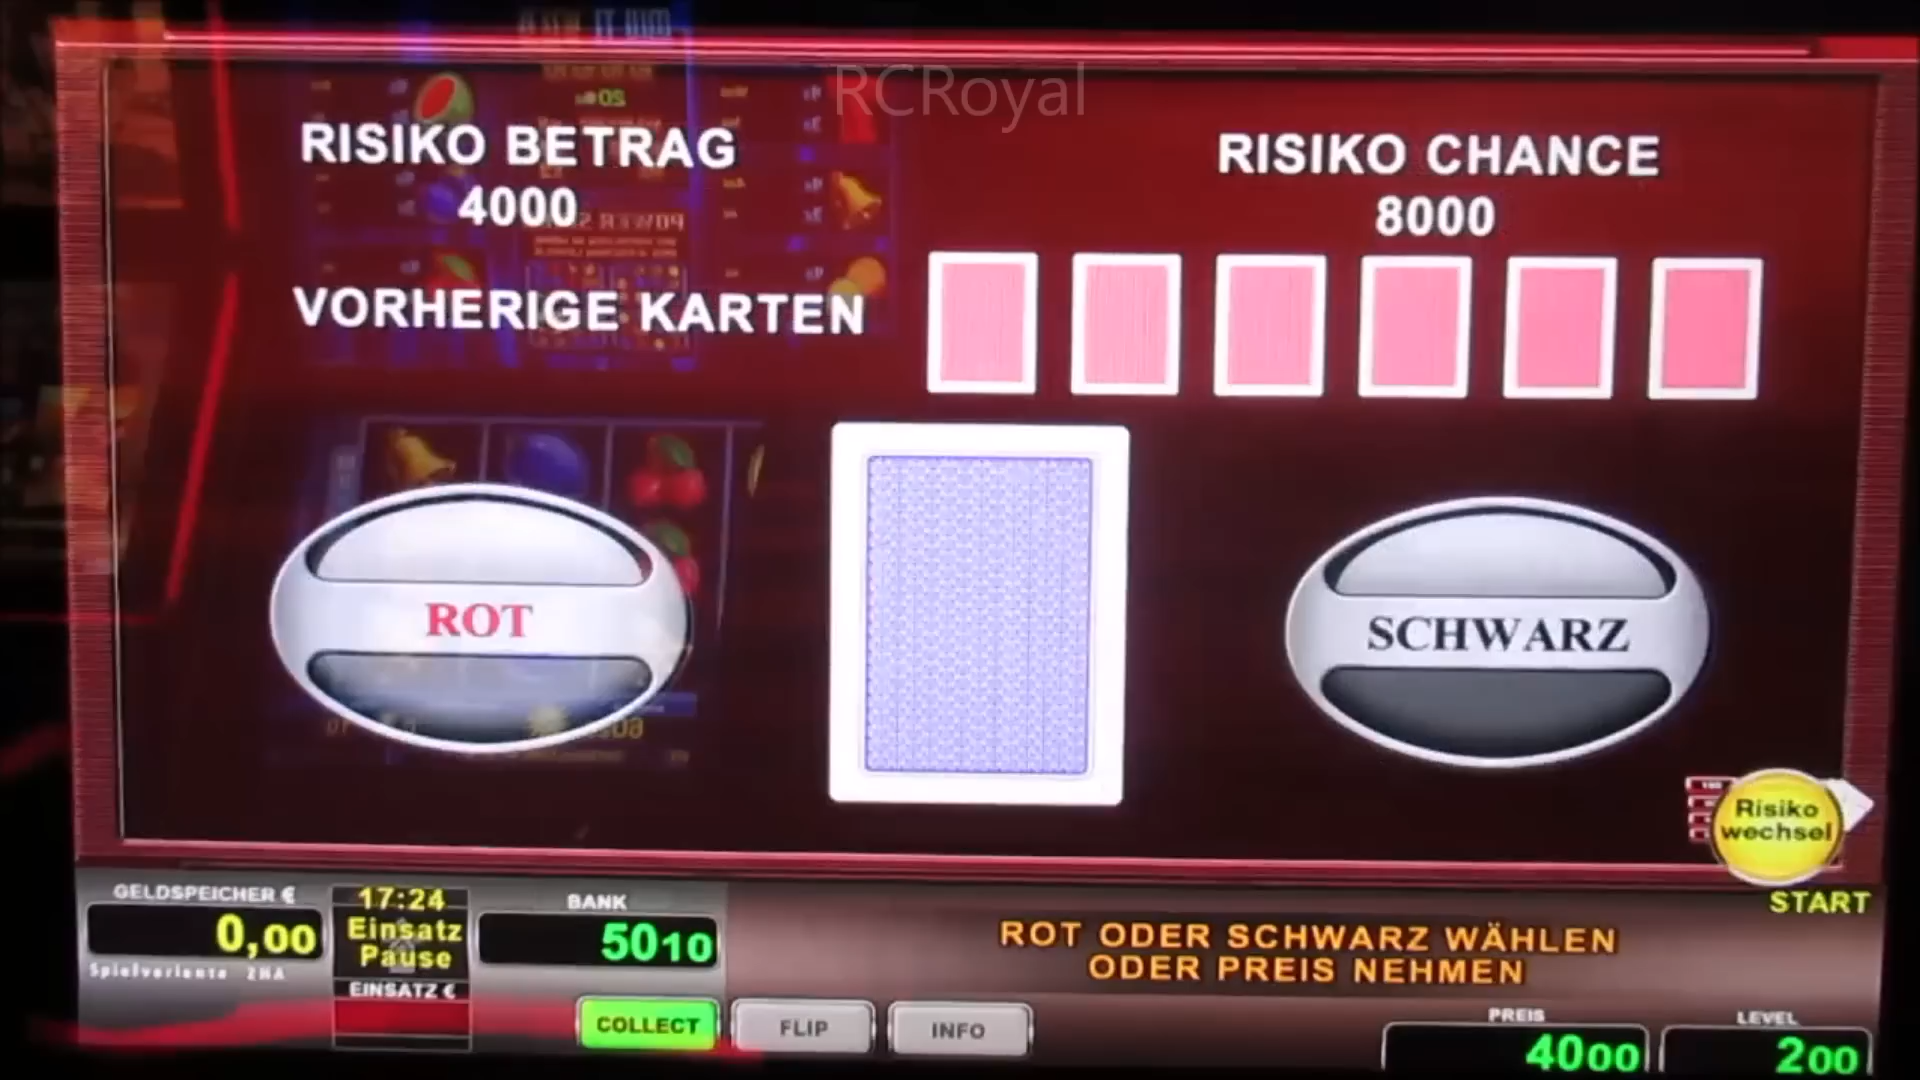 RCRoyal
RISIKO BETRAG
4000
RISIKO CHANCE
8000
VORHERIGE KARTEN
ROT
SCHWARZ
Risiko
wechsel
START
GELDSPEICHER €
0,00
Spielvariante 2HA
17:24
Einsatz
Pause
EINSATZ €
BANK
5010
ROT ODER SCHWARZ WÄHLEN
ODER PREIS NEHMEN
COLLECT
FLIP
INFO
PREIS
4000
LEVEL
200